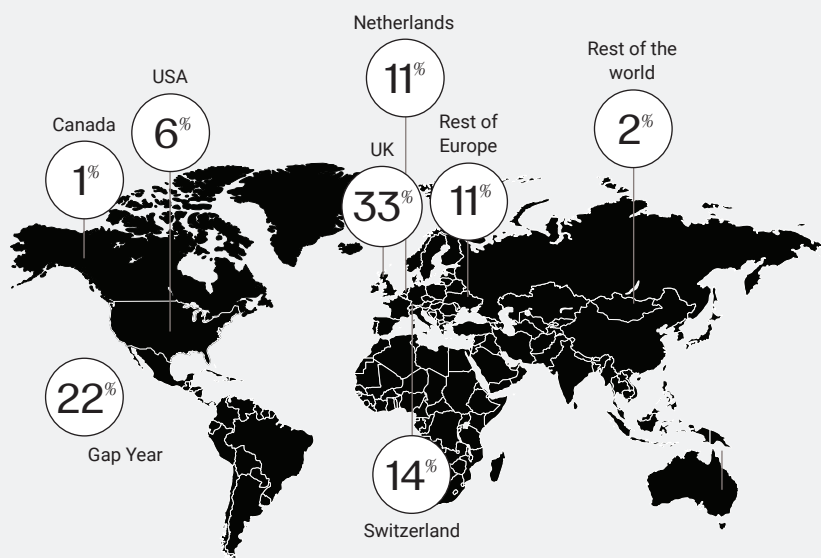 Netherlands
11%
Rest of the
world
2%
USA
6%
Canada
1%
UK
33%
Rest of
Europe
11%
22%
Gap Year
14%
Switzerland